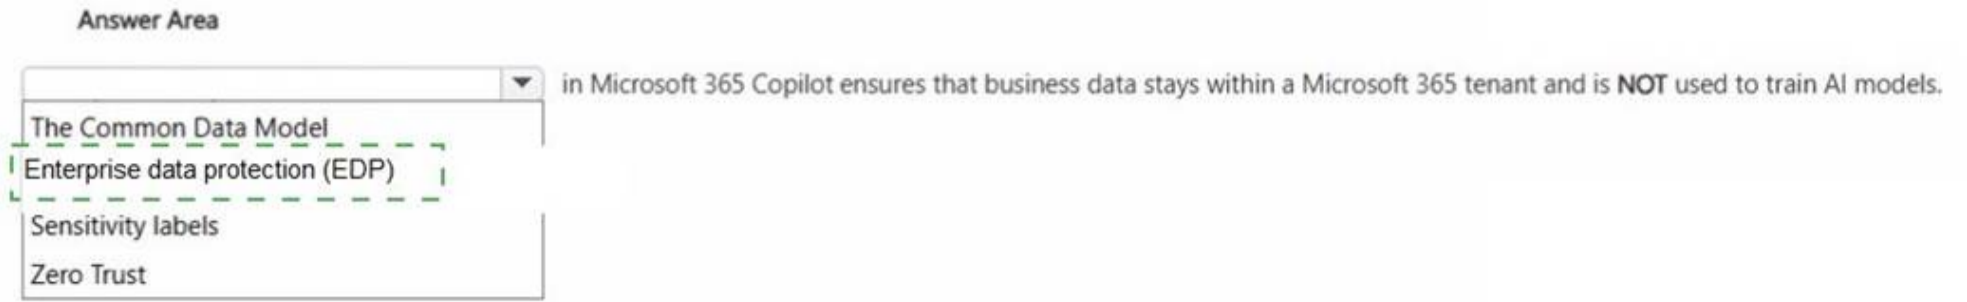 Answer Area
in Microsoft 365 Copilot ensures that business data stays within a Microsoft 365 tenant and is NOT used to train AI models.
The Common Data Model
Enterprise data protection (EDP)
Sensitivity labels
Zero Trust